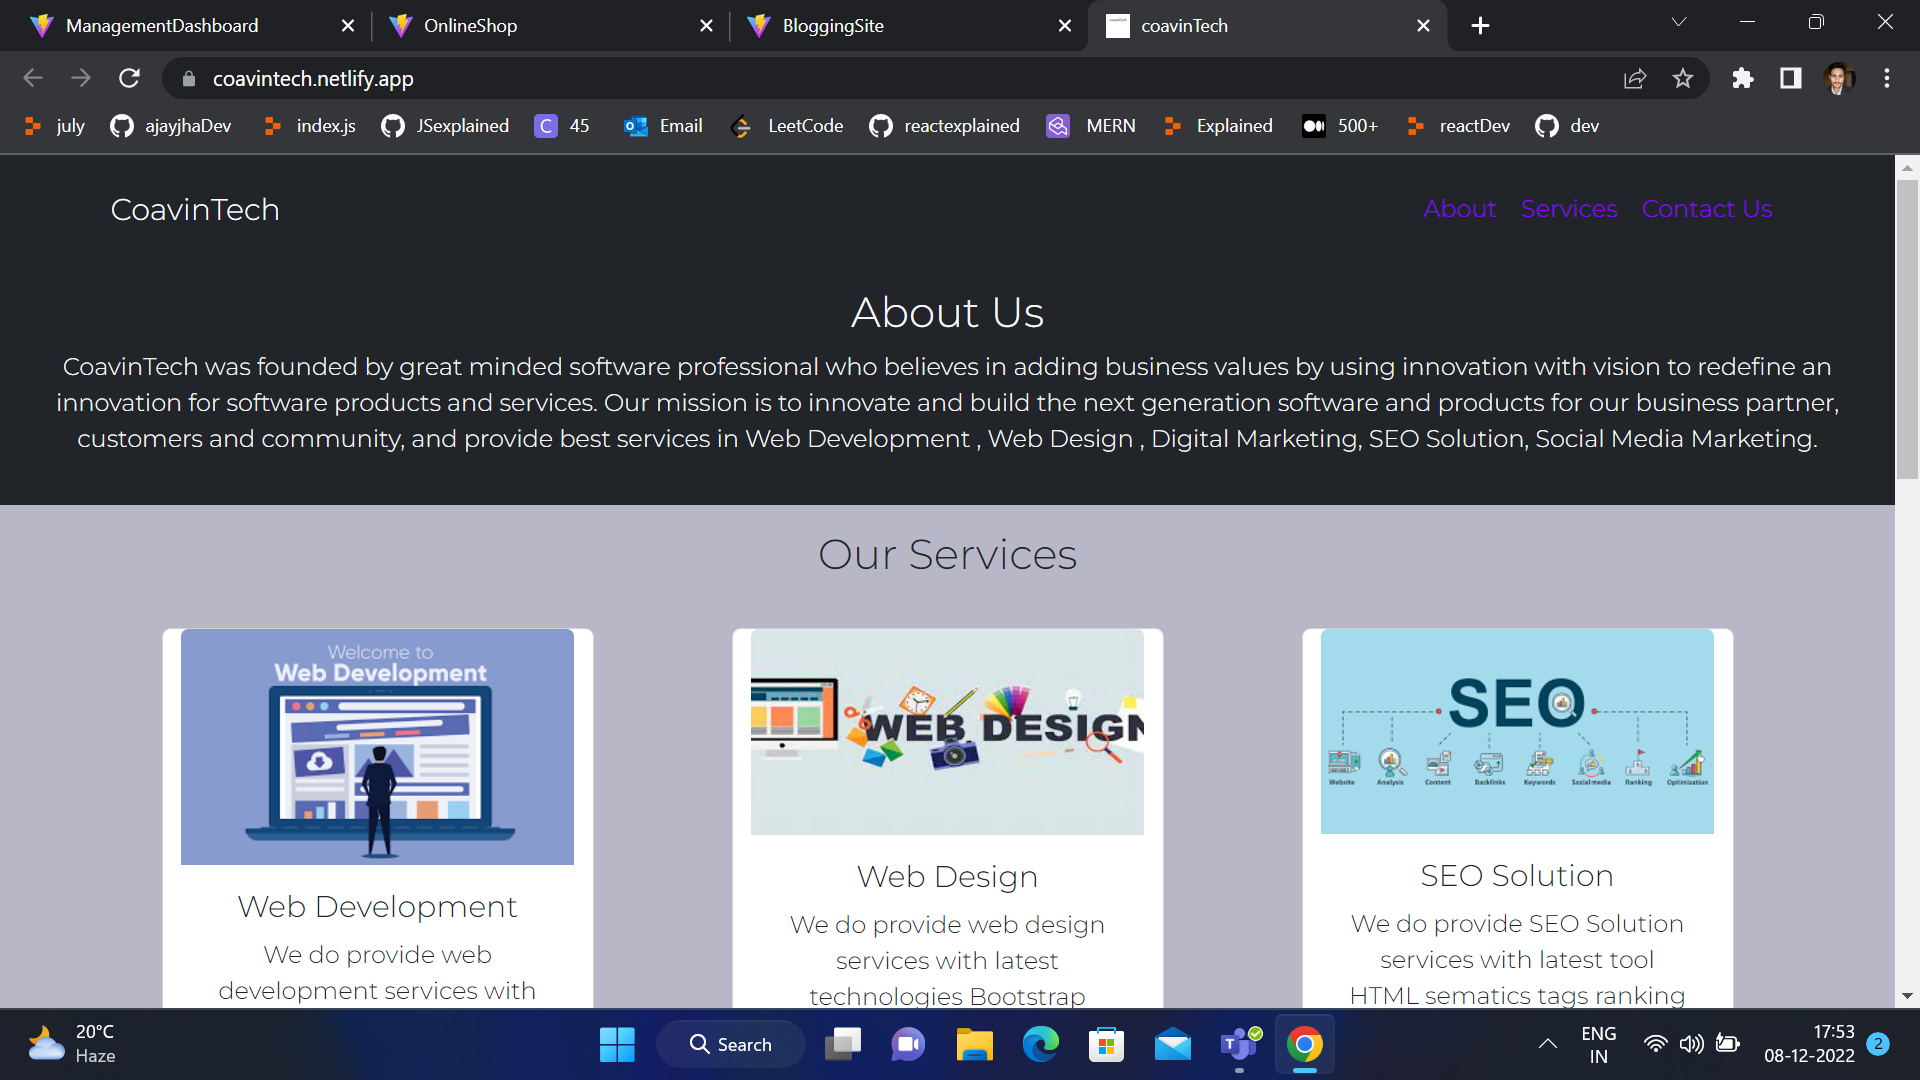 ManagementDashboard
OnlineShop
BloggingSite
coavinTech
coavintech.netlify.app
july
ajayjhaDev
index.js
JSexplained
C 45
Email
LeetCode
reactexplained
MERN
Explained
500+
reactDev
dev
CoavinTech
About Services Contact Us
About Us
CoavinTech was founded by great minded software professional who believes in adding business values by using innovation with vision to redefine an
innovation for software products and services. Our mission is to innovate and build the next generation software and products for our business partner,
customers and community, and provide best services in Web Development , Web Design , Digital Marketing, SEO Solution, Social Media Marketing.
Our Services
Welcome to
Web Development
Web Development
We do provide web
development services with
WEB DESIGN
Web Design
We do provide web design
services with latest
technologies Bootstrap
SEO
Website Analysis Content Backlinks Keywords Social media Ranking Optimization
SEO Solution
We do provide SEO Solution
services with latest tool
HTML sematics tags ranking
20°C
Haze
Search
T
ENG
IN
17:53
08-12-2022
2